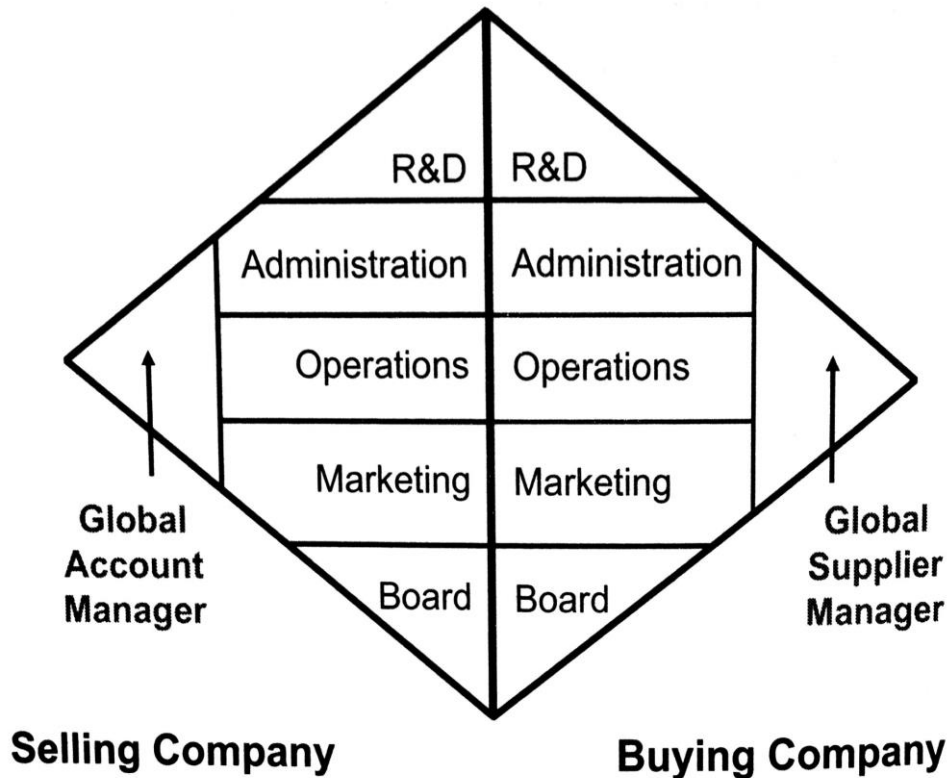 R&D R&D
Administration Administration
Operations Operations
Marketing Marketing
Board Board
Global
Account
Manager
Global
Supplier
Manager
Selling Company
Buying Company